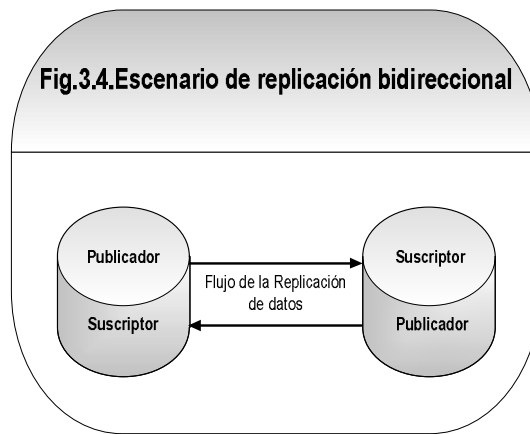 Fig.3.4.Escenario de replicación bidireccional
Publicador
Suscriptor
Flujo de la Replicación
de datos
Suscriptor
Publicador